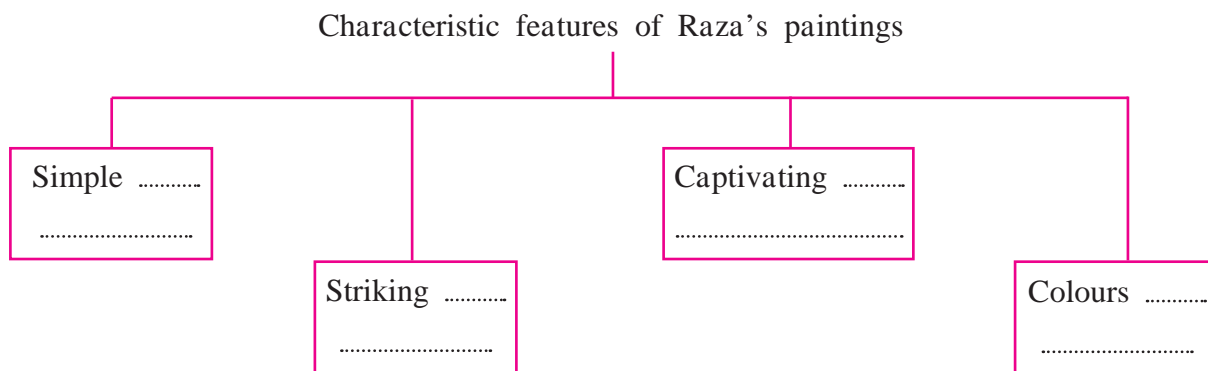 Characteristic features of Raza’s paintings
Simple ............
.............................
Striking ............
.............................
Captivating ............
...........................................
Colours ............
.............................